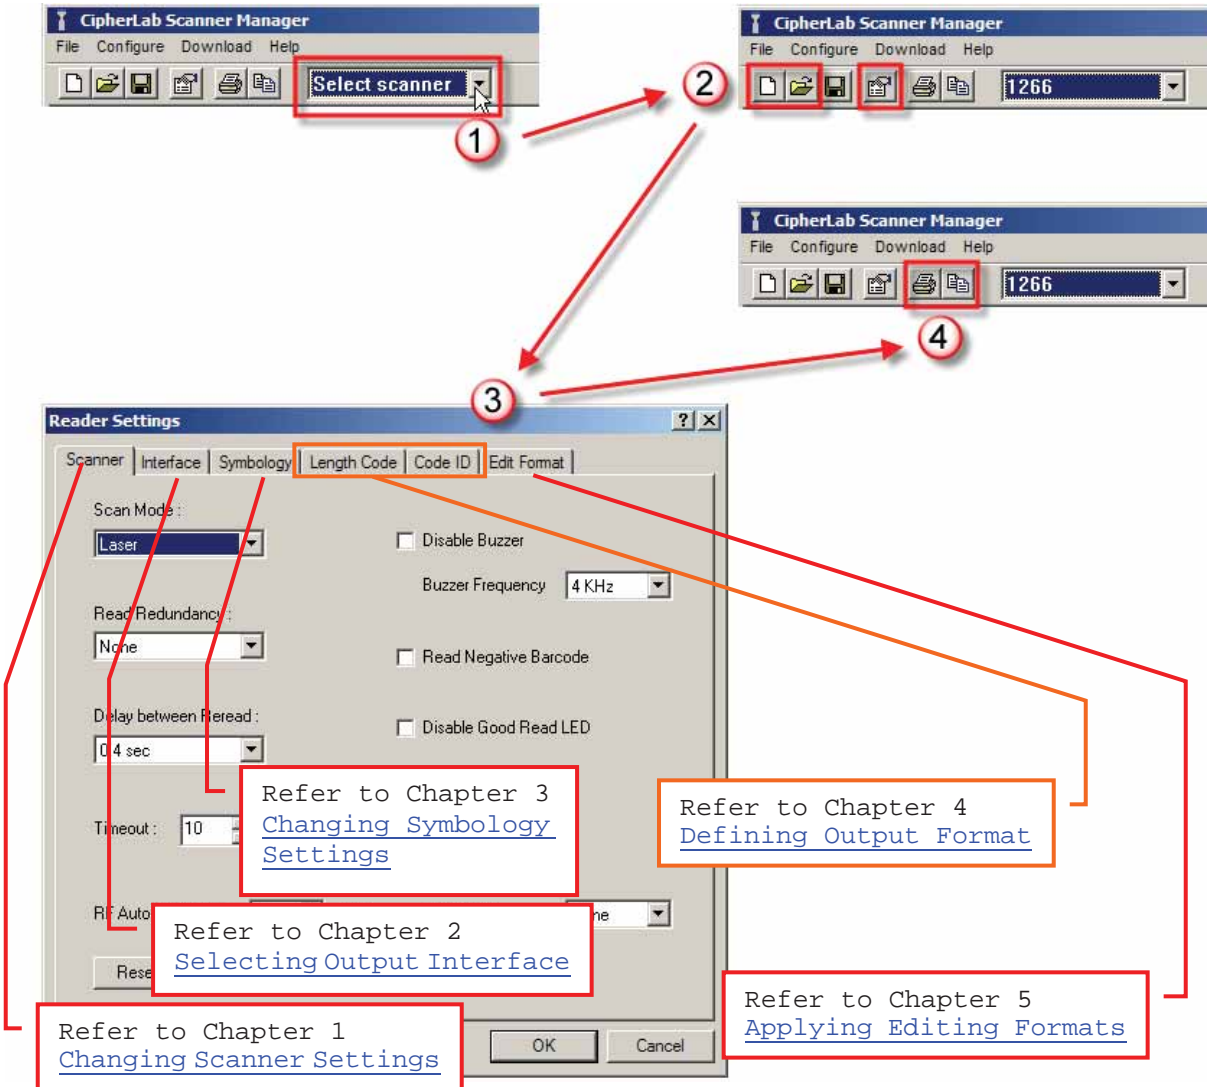 CipherLab Scanner Manager
File Configure Download Help
Select scanner
1
2
CipherLab Scanner Manager
File Configure Download Help
1266
CipherLab Scanner Manager
File Configure Download Help
1266
4
3
Reader Settings
Scanner Interface Symbology Length Code Code ID Edit Format
Scan Mode :
Laser
Disable Buzzer
Buzzer Frequency 4 KHz
Read Redundancy :
None
Read Negative Barcode
Delay between Reread :
0.4 sec
Disable Good Read LED
Timeout : 10
Refer to Chapter 3
Changing Symbology
Settings
Refer to Chapter 4
Defining Output Format
RF Auto
Refer to Chapter 2
Selecting Output Interface
Refer to Chapter 5
Applying Editing Formats
Refer to Chapter 1
Changing Scanner Settings
OK Cancel